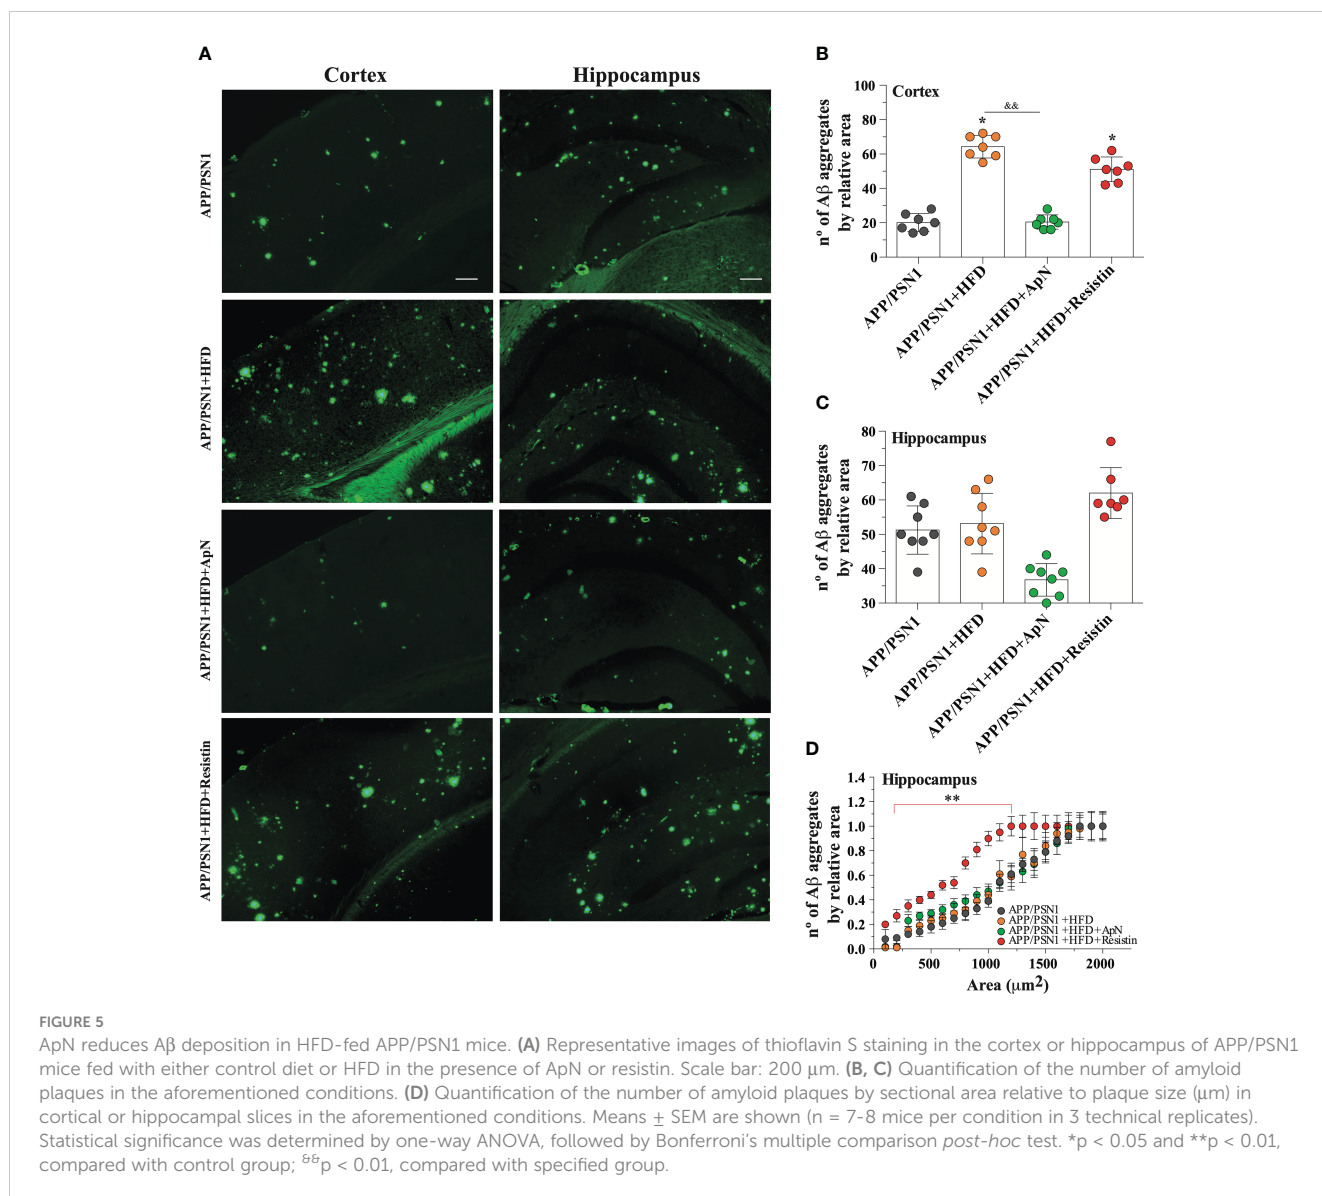 A
Cortex
Hippocampus
APP/PSN1
APP/PSN1+HFD
APP/PSN1+HFD+ApN
APP/PSN1+HFD+Resistin
B
Cortex
nº of Aβ aggregates
by relative area
100
80
60
40
20
0
*
&&
*
APP/PSN1
APP/PSN1+HFD
APP/PSN1+HFD+ApN
APP/PSN1+HFD+Resistin
C
Hippocampus
nº of Aβ aggregates
by relative area
80
70
60
50
40
30
APP/PSN1
APP/PSN1+HFD
APP/PSN1+HFD+ApN
APP/PSN1+HFD+Resistin
D
Hippocampus
nº of Aβ aggregates
by relative area
1.4
1.2
1.0
0.8
0.6
0.4
0.2
0.0
**
APP/PSN1
APP/PSN1 +HFD
APP/PSN1 +HFD+ApN
APP/PSN1 +HFD+Resistin
0 500 1000 1500 2000
Area (µm²)
FIGURE 5
ApN reduces Aβ deposition in HFD-fed APP/PSN1 mice. (A) Representative images of thioflavin S staining in the cortex or hippocampus of APP/PSN1
mice fed with either control diet or HFD in the presence of ApN or resistin. Scale bar: 200 µm. (B, C) Quantification of the number of amyloid
plaques in the aforementioned conditions. (D) Quantification of the number of amyloid plaques by sectional area relative to plaque size (µm) in
cortical or hippocampal slices in the aforementioned conditions. Means ± SEM are shown (n = 7-8 mice per condition in 3 technical replicates).
Statistical significance was determined by one-way ANOVA, followed by Bonferroni's multiple comparison post-hoc test. *p < 0.05 and **p < 0.01,
compared with control group; &&p < 0.01, compared with specified group.